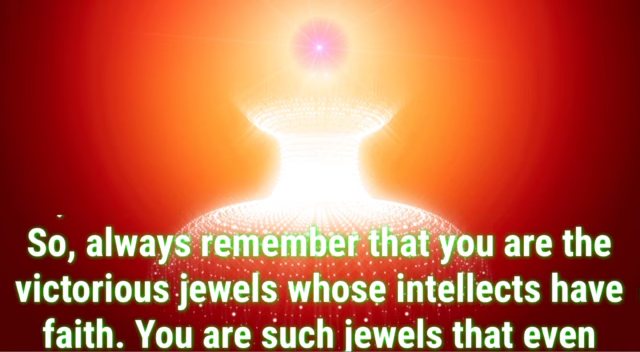 So, always remember that you are the
victorious jewels whose intellects have
faith. You are such jewels that even